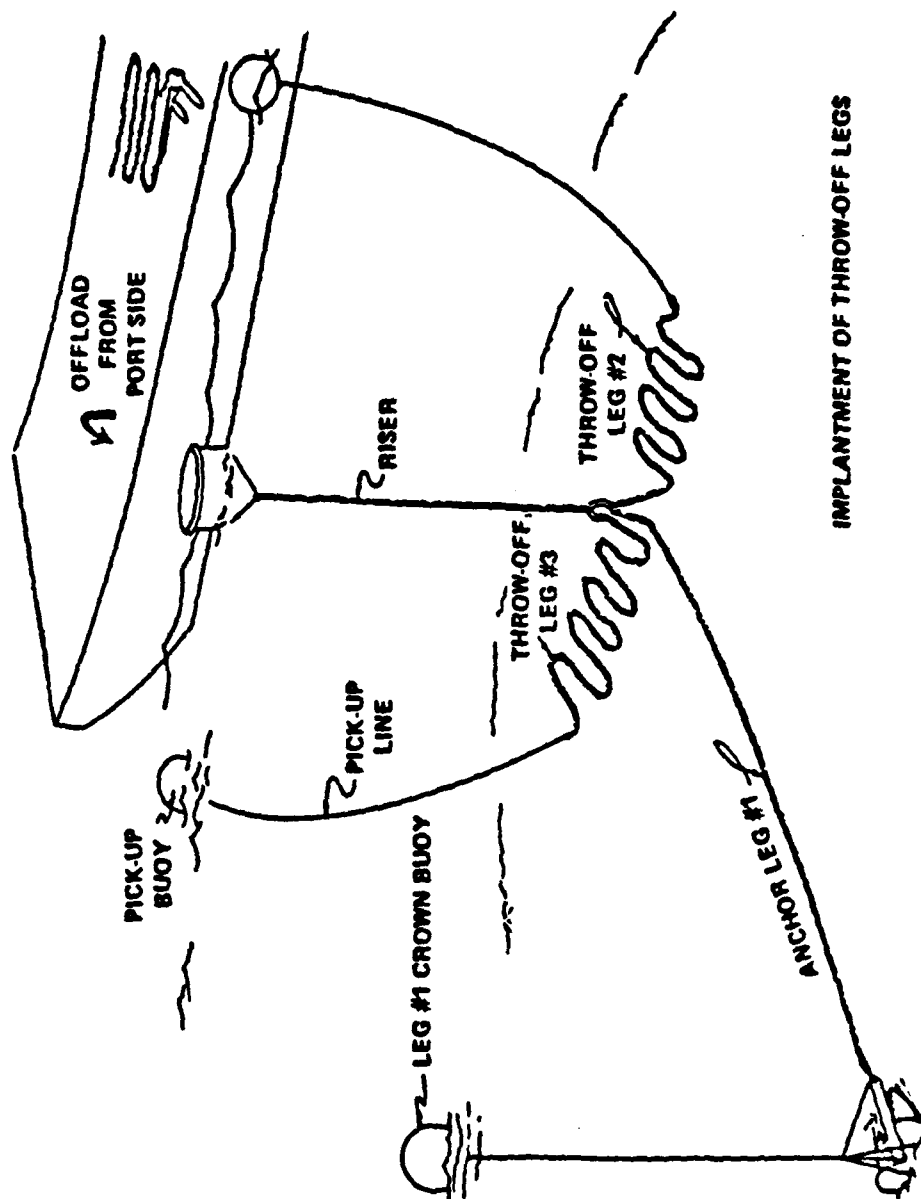 OFFLOAD
FROM
PORT SIDE
PICK-UP
BUOY
PICK-UP
LINE
RISER
LEG #1 CROWN BUOY
THROW-OFF
LEG #3
THROW-OFF
LEG #2
ANCHOR LEG #1
IMPLANTMENT OF THROW-OFF LEGS